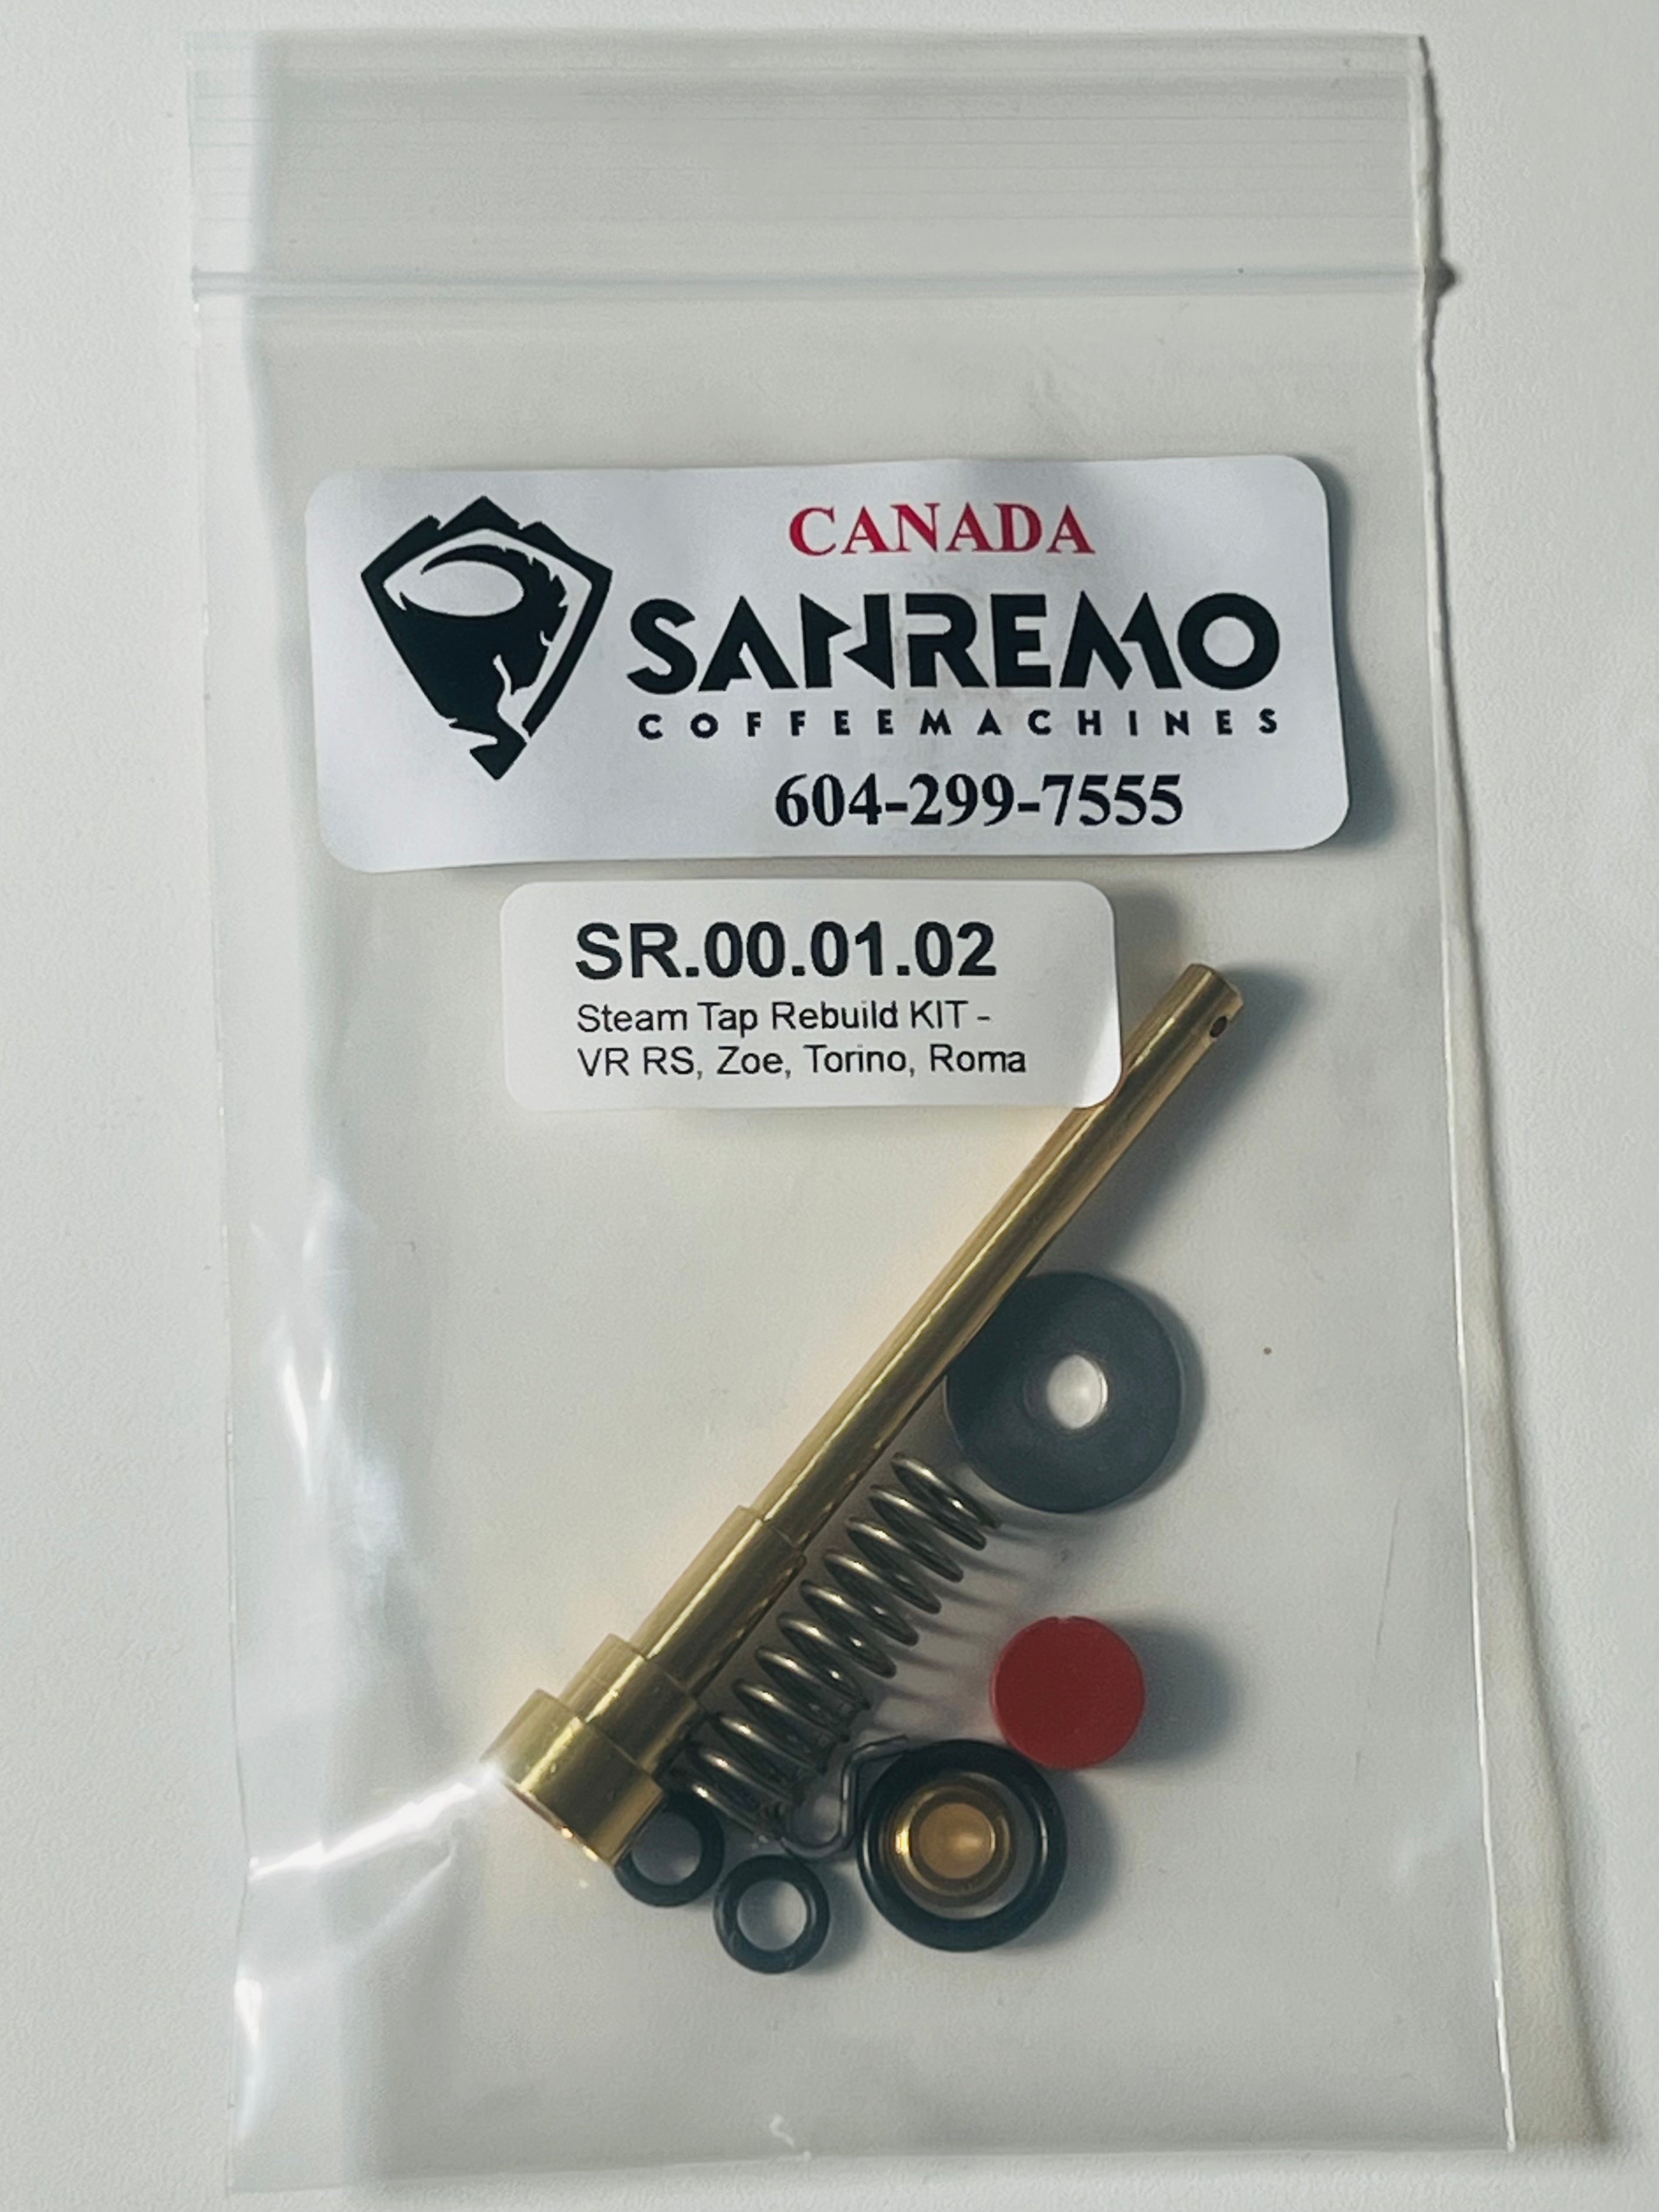 CANADA
SANREMO
COFFEEMACHINES
604-299-7555
SR.00.01.02
Steam Tap Rebuild KIT -
VR RS, Zoe, Torino, Roma